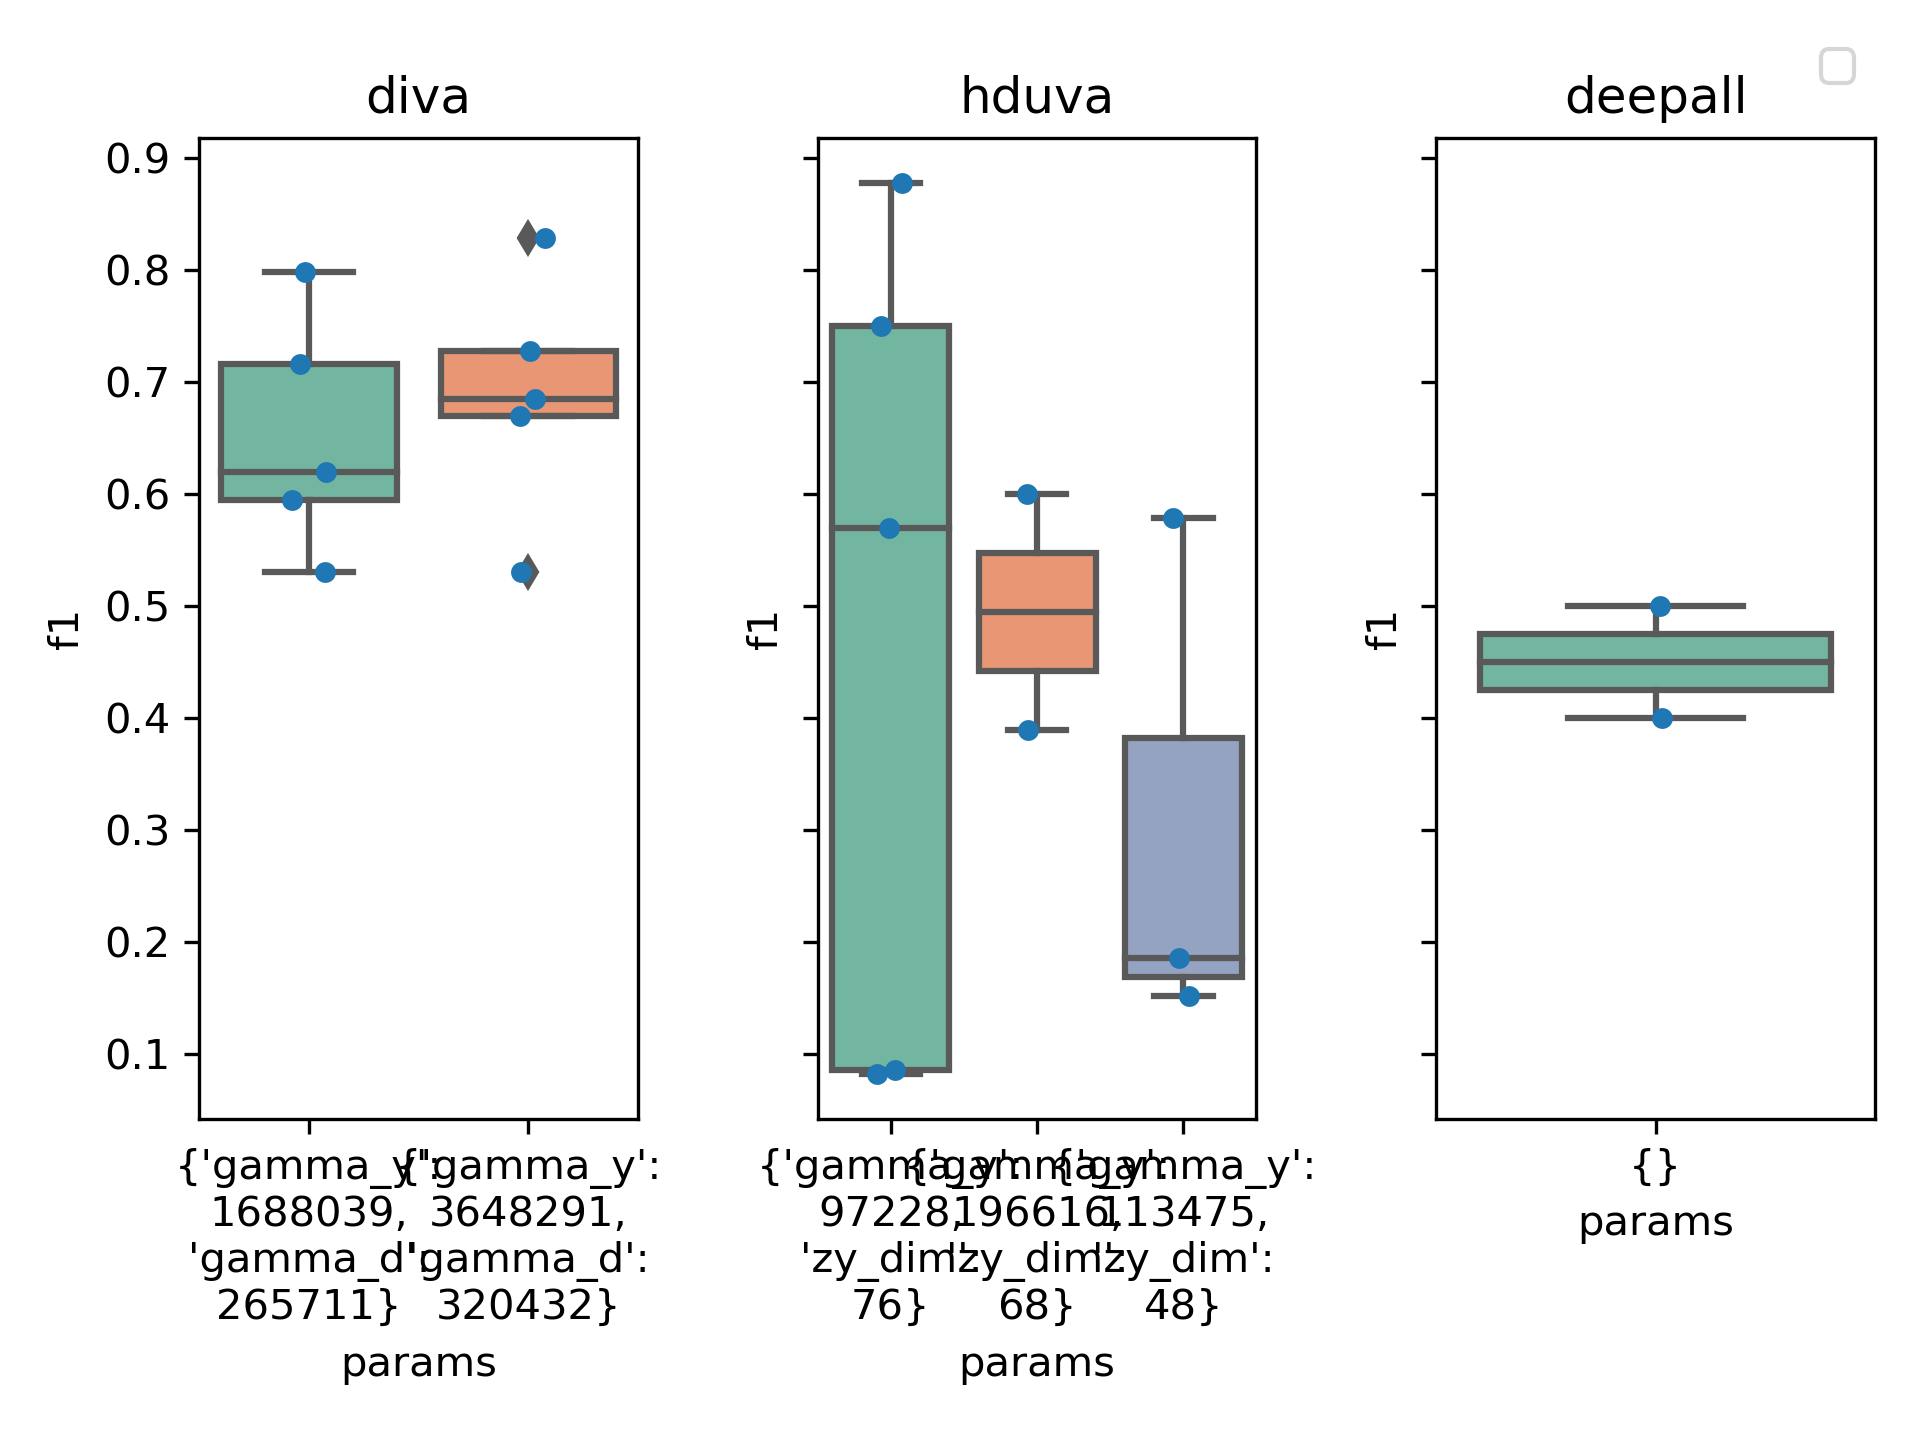 diva
hduva
deepall
0.9
0.8
0.7
0.6
0.5
0.4
0.3
0.2
0.1
f1
f1
f1
{'gamma_y':
1688039,
'gamma_d':
265711}
{'gamma_y':
3648291,
'gamma_d':
320432}
params
{'gamma_y':
97228,
'zy_dim':
76}
{'gamma_y':
196616,
'zy_dim':
68}
{'gamma_y':
113475,
'zy_dim':
48}
params
{}
params